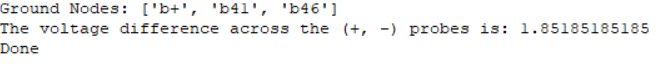 Ground Nodes: ['b+', 'b41', 'b46']
The voltage difference across the (+, -) probes is: 1.85185185185
Done